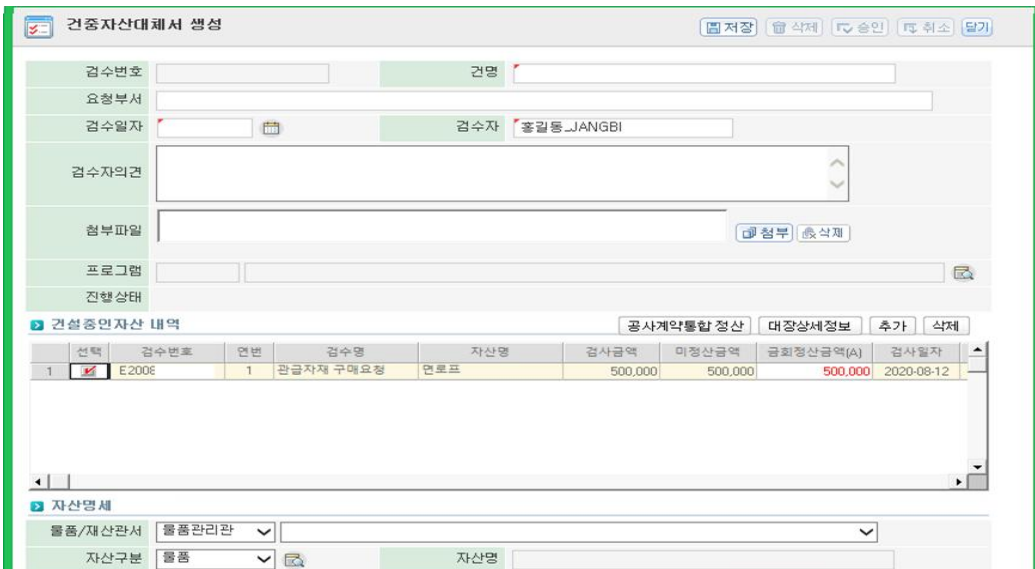 건중자산대체서 생성 저장 삭제 승인 취소 닫기
검수번호 건명
요청부서
검수일자 검수자 홍길동_JANGBI
검수자의견
첨부파일 첨부 삭제
프로그램
진행상태
건설중인자산 내역 공사계약통합 정산 대장상세정보 추가 삭제
선택 검수번호 연번 검수명 자산명 검사금액 미정산금액 금회정산금액(A) 검사일자
1 E2008 1 관급자재 구매요청 면로프 500,000 500,000 500,000 2020-08-12
자산명세
물품/재산관서 물품관리관
자산구분 물품 자산명